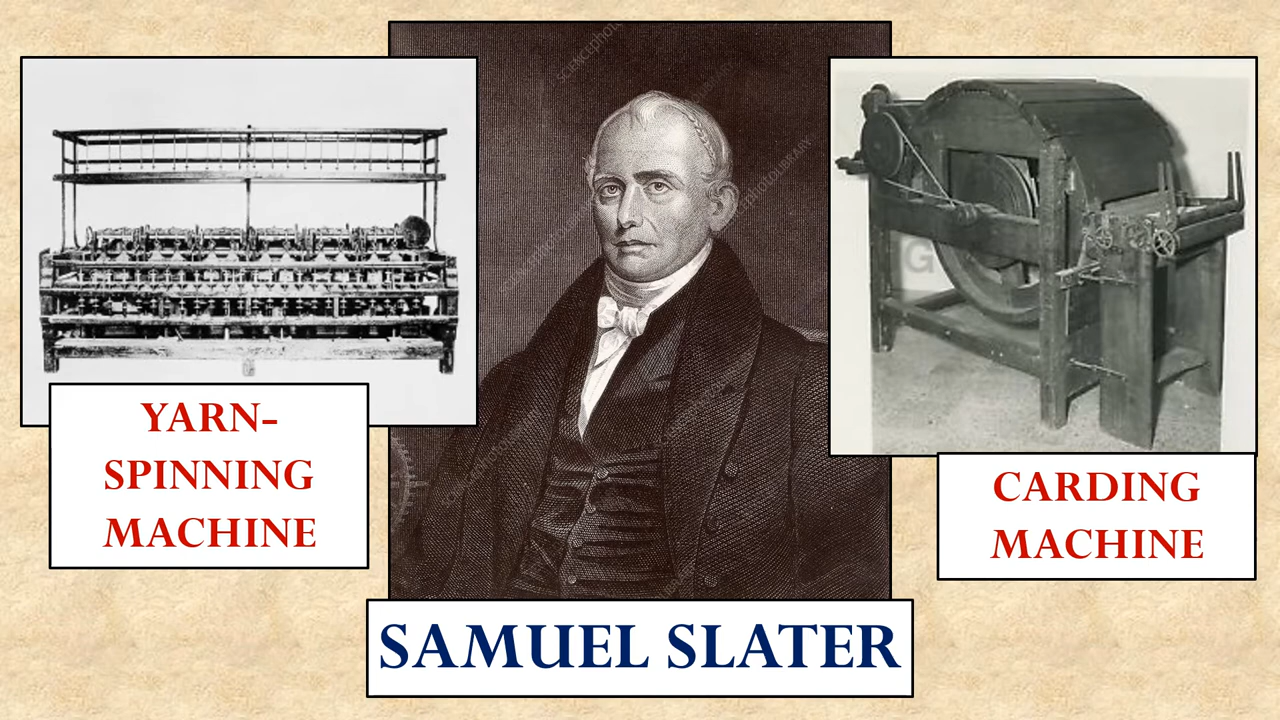 YARN-
SPINNING
MACHINE
SAMUEL SLATER
CARDING
MACHINE